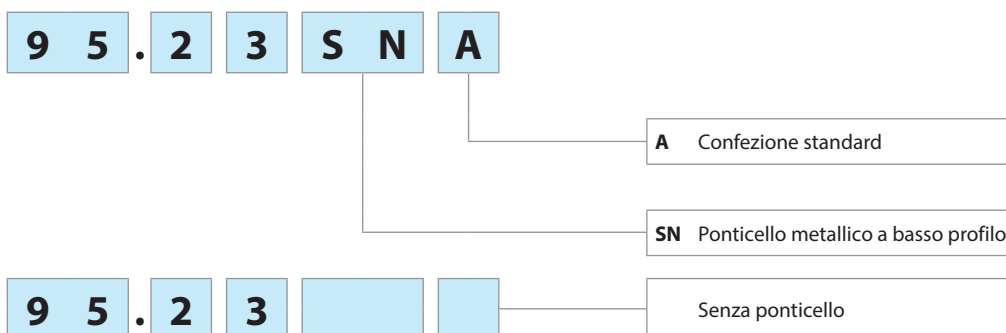 9 5 . 2 3 S N A
A Confezione standard
SN Ponticello metallico a basso profilo
9 5 . 2 3
Senza ponticello